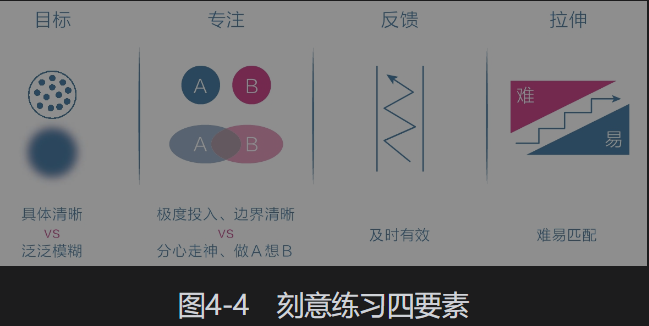 目标
专注
反馈
拉伸
A
B
A
B
难
易
具体清晰
vs
泛泛模糊
极度投入、边界清晰
vs
分心走神、做A想B
及时有效
难易匹配
图4-4 刻意练习四要素